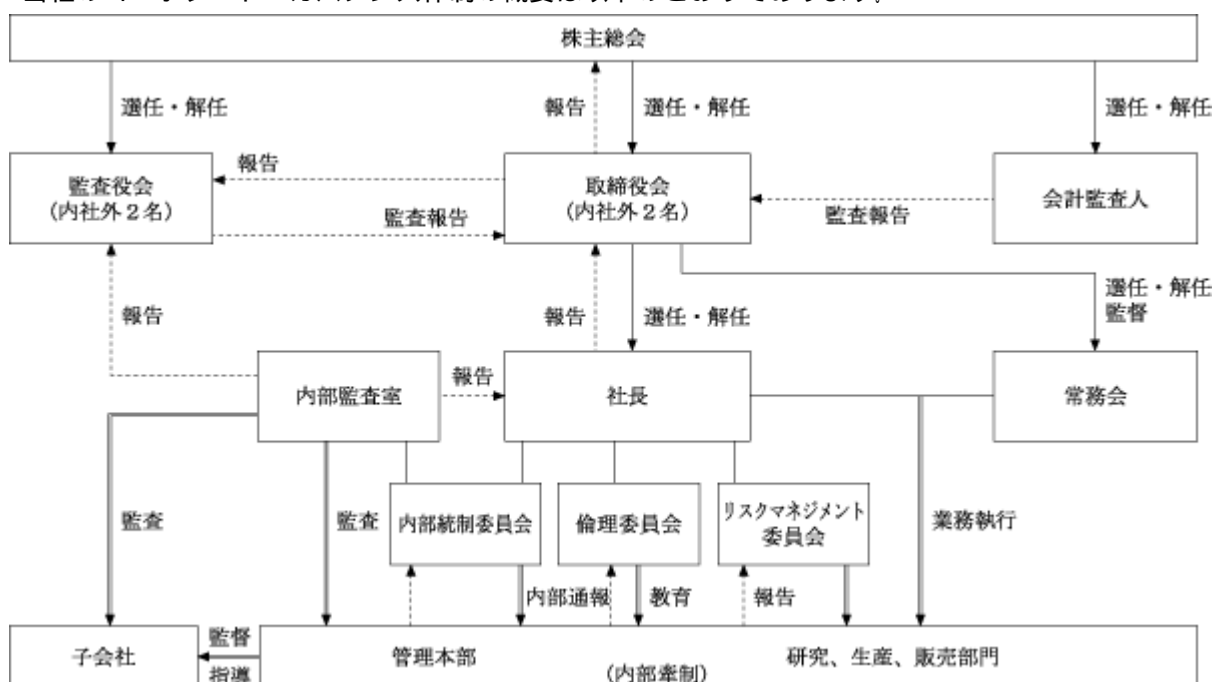 株主総会
選任・解任
報告
選任・解任
選任・解任
監査役会
(内社外2名)
報告
監査報告
取締役会
(内社外2名)
監査報告
会計監査人
報告
報告
選任・解任
選任・解任
監督
内部監査室
報告
社長
常務会
監査
監査
内部統制委員会
倫理委員会
リスクマネジメント
委員会
業務執行
内部通報
教育
報告
子会社
監督
指導
管理本部
(内部牽制)
研究、生産、販売部門